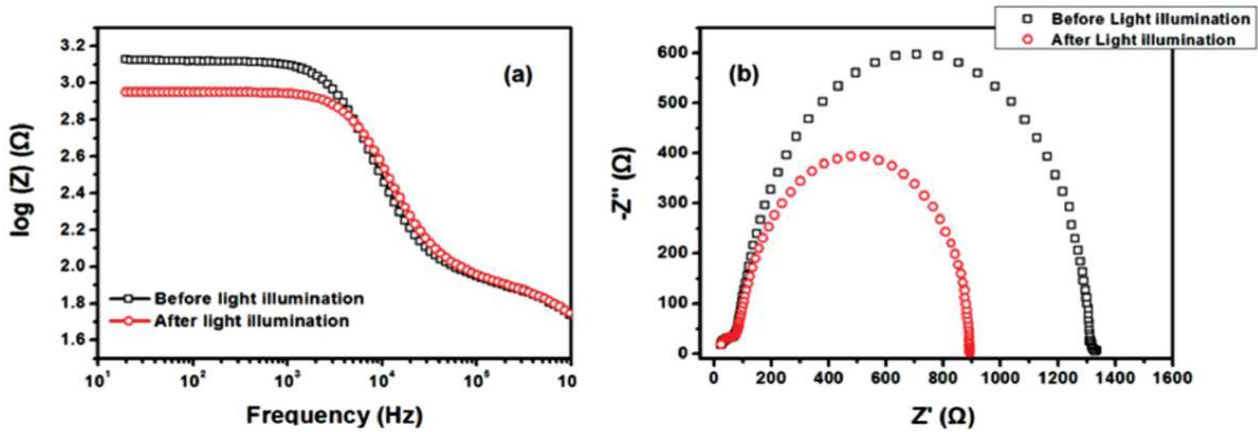 Before Light illumination
After Light illumination
(a)
log (Z) (Ω)
3.2
3.0
2.8
2.6
2.4
2.2
2.0
1.8
1.6
Before light illumination
After light illumination
10¹ 10² 10³ 10⁴ 10⁵ 10
Frequency (Hz)
(b)
-Z'' (Ω)
600
500
400
300
200
100
0
0 200 400 600 800 1000 1200 1400 1600
Z' (Ω)